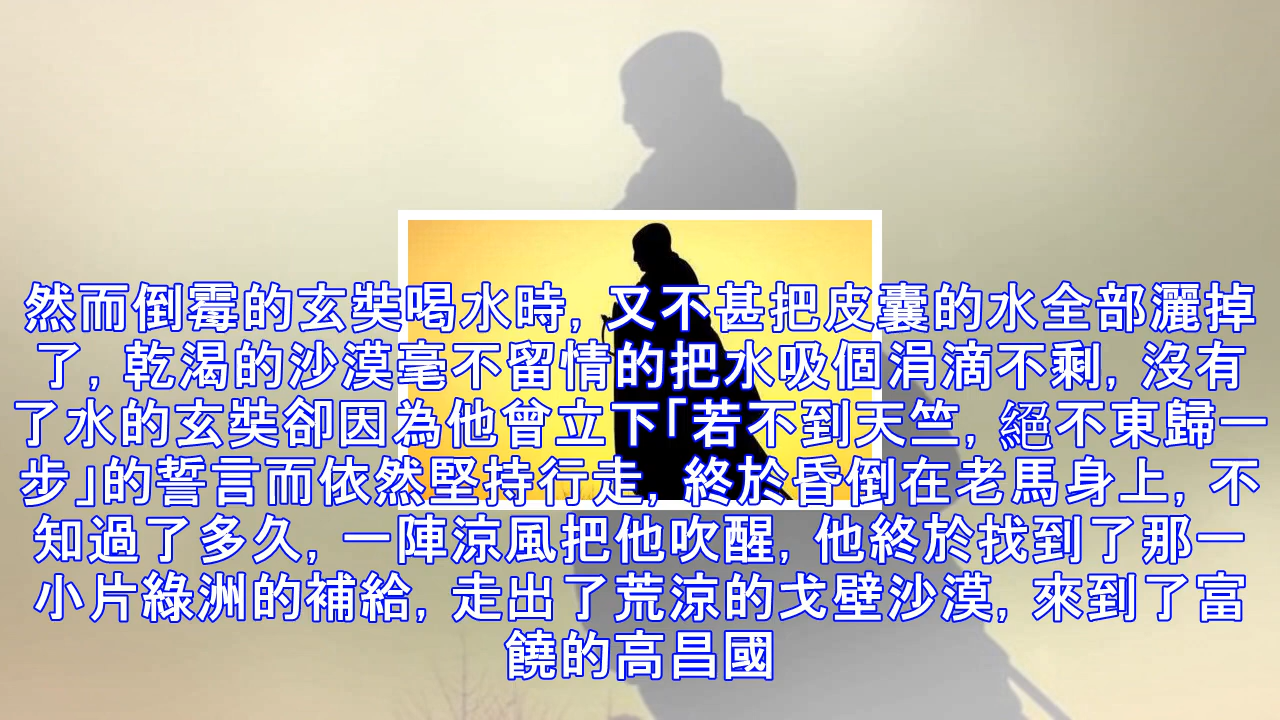 然而倒霉的玄奘喝水時, 又不甚把皮囊的水全部灑掉
了, 乾渴的沙漠毫不留情的把水吸個涓滴不剩, 沒有
了水的玄奘卻因為他曾立下「若不到天竺, 絕不東歸一
步」的誓言而依然堅持行走, 終於昏倒在老馬身上, 不
知過了多久, 一陣涼風把他吹醒, 他終於找到了那一
小片綠洲的補給, 走出了荒涼的戈壁沙漠, 來到了富
饒的高昌國